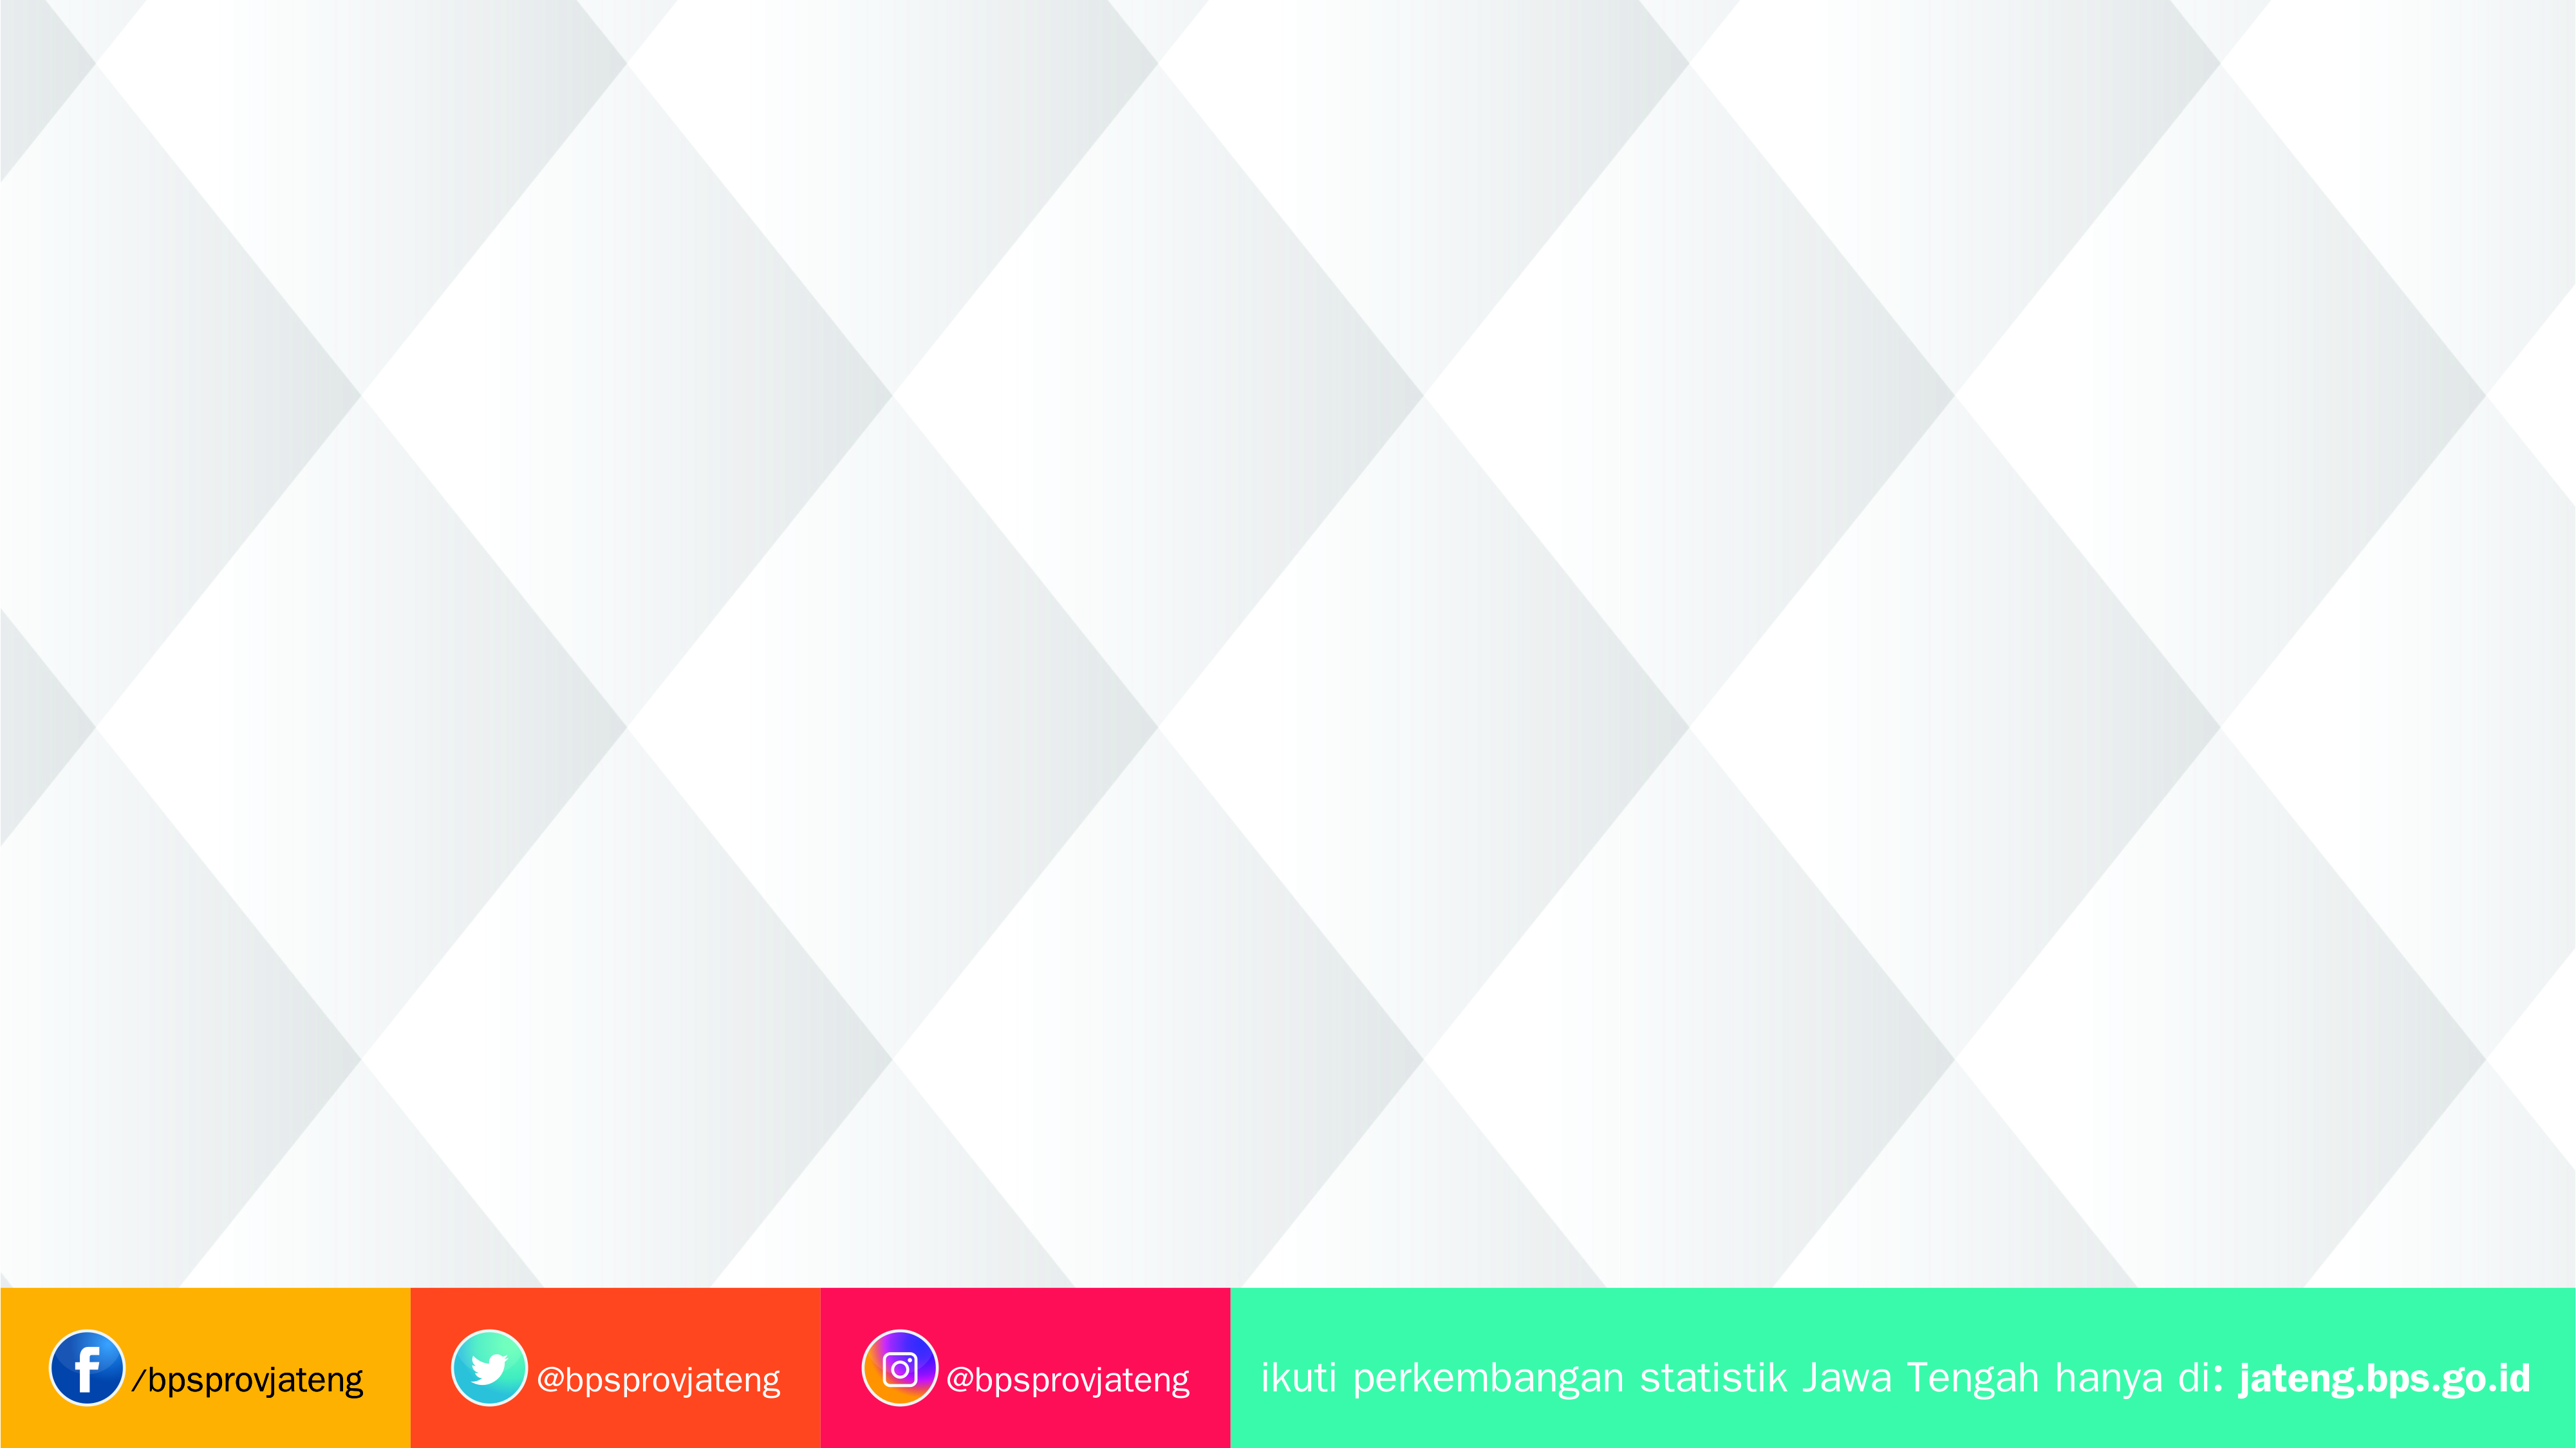 /bpsprovjateng
@bpsprovjateng
@bpsprovjateng
ikuti perkembangan statistik Jawa Tengah hanya di: jateng.bps.go.id